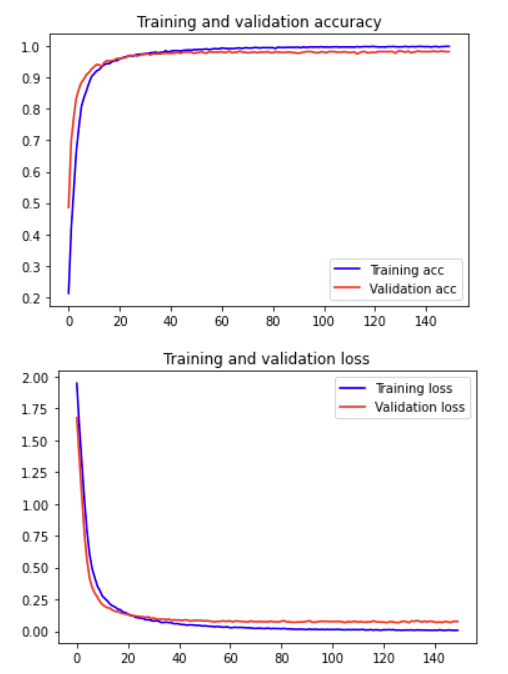 Training and validation accuracy
1.0
0.9
0.8
0.7
0.6
0.5
0.4
0.3
0.2
Training acc
Validation acc
0 20 40 60 80 100 120 140
Training and validation loss
2.00
1.75
1.50
1.25
1.00
0.75
0.50
0.25
0.00
Training loss
Validation loss
0 20 40 60 80 100 120 140